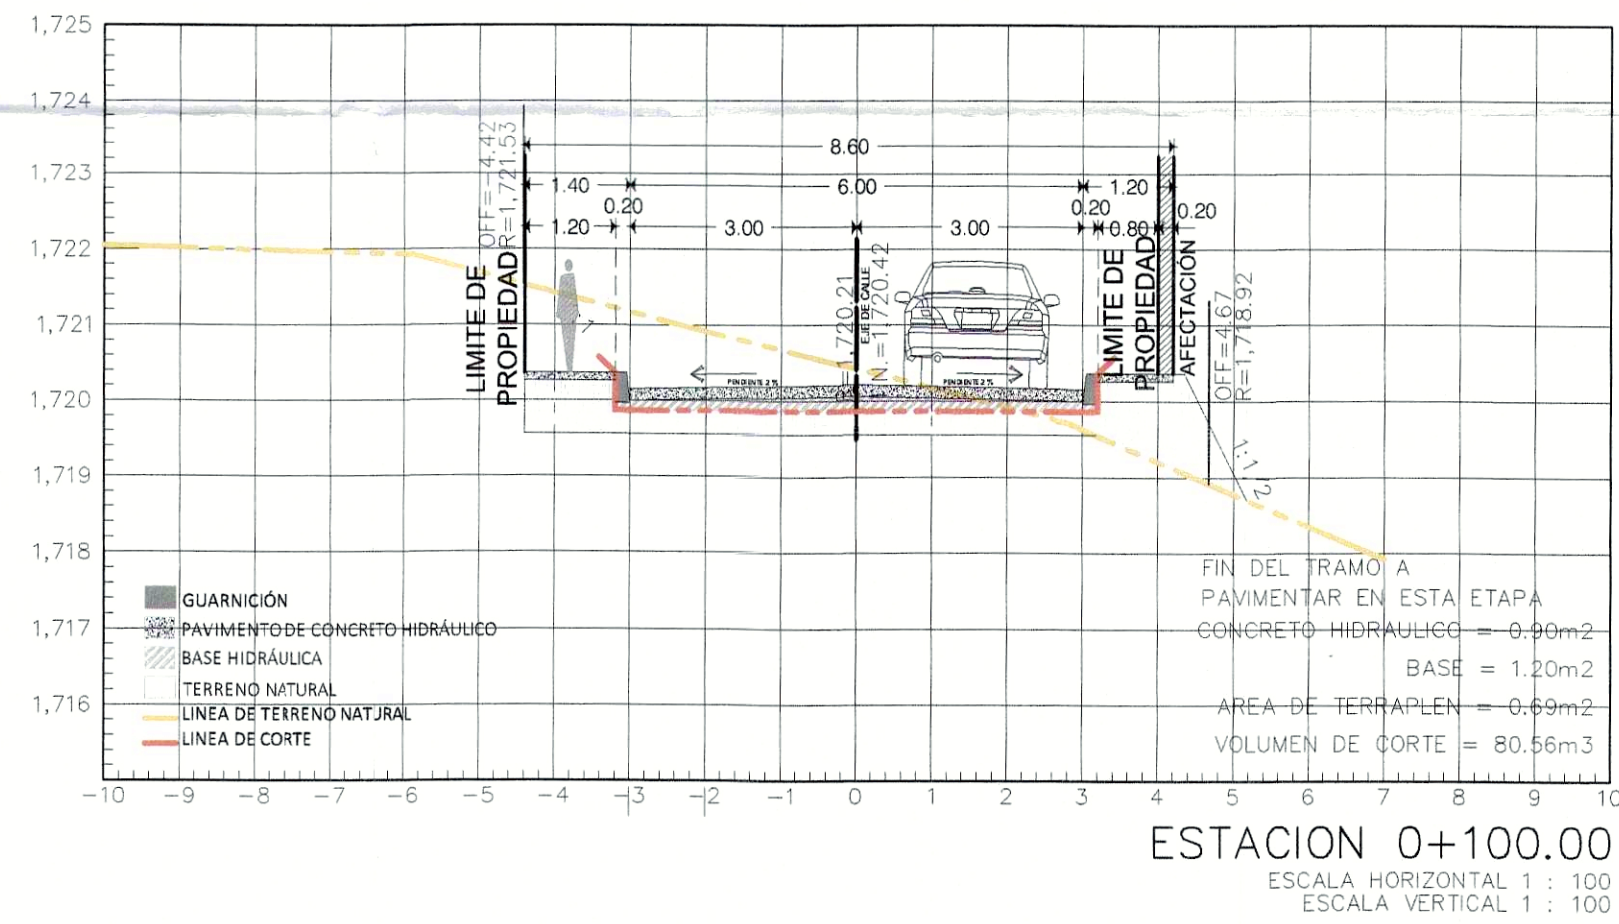 1,725
1,724
1,723
1,722
1,721
1,720
1,719
1,718
1,717
1,716
8.60
1.40
6.00
1.20
0.20
0.20
0.20
1.20
3.00
3.00
0.80
OFF=-4.42
R=1,721.53
LIMITE DE
PROPIEDAD
1,720.21
EJE DE CALLE
N.=1,720.42
LIMITE DE
PROPIEDAD
AFECTACIÓN
OFF=4.67
R=1,718.92
PENDIENTE 2%
PENDIENTE 2%
GUARNICIÓN
PAVIMENTO DE CONCRETO HIDRÁULICO
BASE HIDRÁULICA
TERRENO NATURAL
LINEA DE TERRENO NATURAL
LINEA DE CORTE
FIN DEL TRAMO A
PAVIMENTAR EN ESTA ETAPA
CONCRETO HIDRAULICO = 0.90m2
BASE = 1.20m2
AREA DE TERRAPLEN = 0.69m2
VOLUMEN DE CORTE = 80.56m3
-10 -9 -8 -7 -6 -5 -4 -3 -2 -1 0 1 2 3 4 5 6 7 8 9 10
ESTACION 0+100.00
ESCALA HORIZONTAL 1 : 100
ESCALA VERTICAL 1 : 100